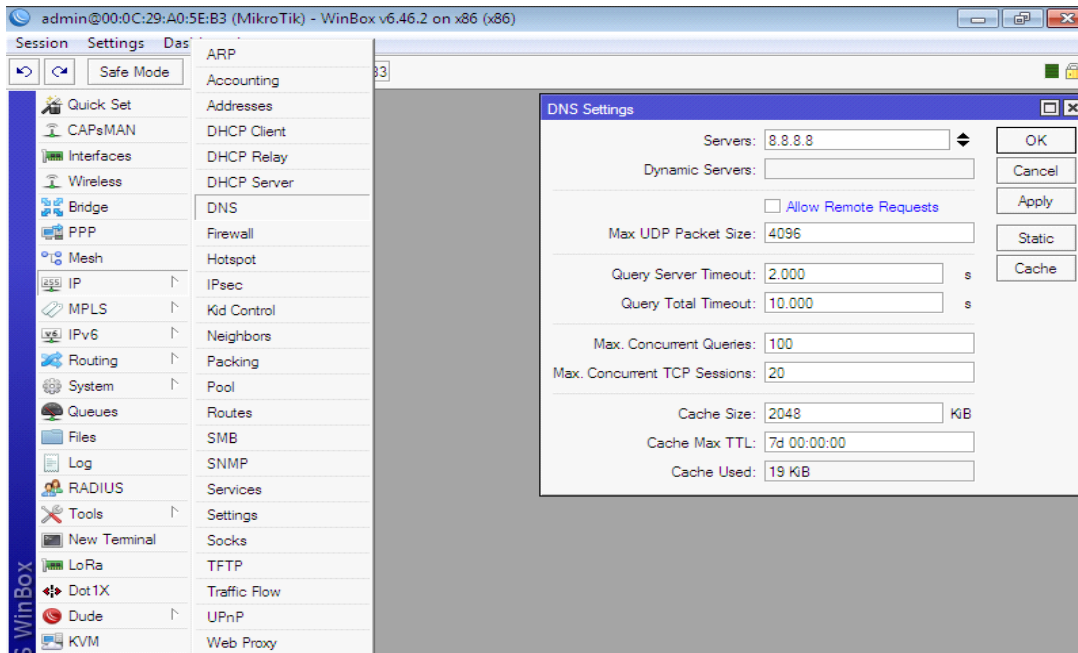 admin@00:0C:29:A0:5E:B3 (MikroTik) - WinBox v6.46.2 on x86 (x86)
Session Settings
Safe Mode
Quick Set
CAPsMAN
Interfaces
Wireless
Bridge
PPP
Mesh
255 IP
MPLS
v6 IPv6
Routing
System
Queues
Files
Log
RADIUS
Tools
New Terminal
LoRa
Dot1X
Dude
KVM
WinBox
ARP
Accounting
Addresses
DHCP Client
DHCP Relay
DHCP Server
DNS
Firewall
Hotspot
IPsec
Kid Control
Neighbors
Packing
Pool
Routes
SMB
SNMP
Services
Settings
Socks
TFTP
Traffic Flow
UPnP
Web Proxy
DNS Settings
Servers: 8.8.8.8
Dynamic Servers:
Allow Remote Requests
Max UDP Packet Size: 4096
Query Server Timeout: 2.000 s
Query Total Timeout: 10.000 s
Max. Concurrent Queries: 100
Max. Concurrent TCP Sessions: 20
Cache Size: 2048 KiB
Cache Max TTL: 7d 00:00:00
Cache Used: 19 KiB
OK
Cancel
Apply
Static
Cache